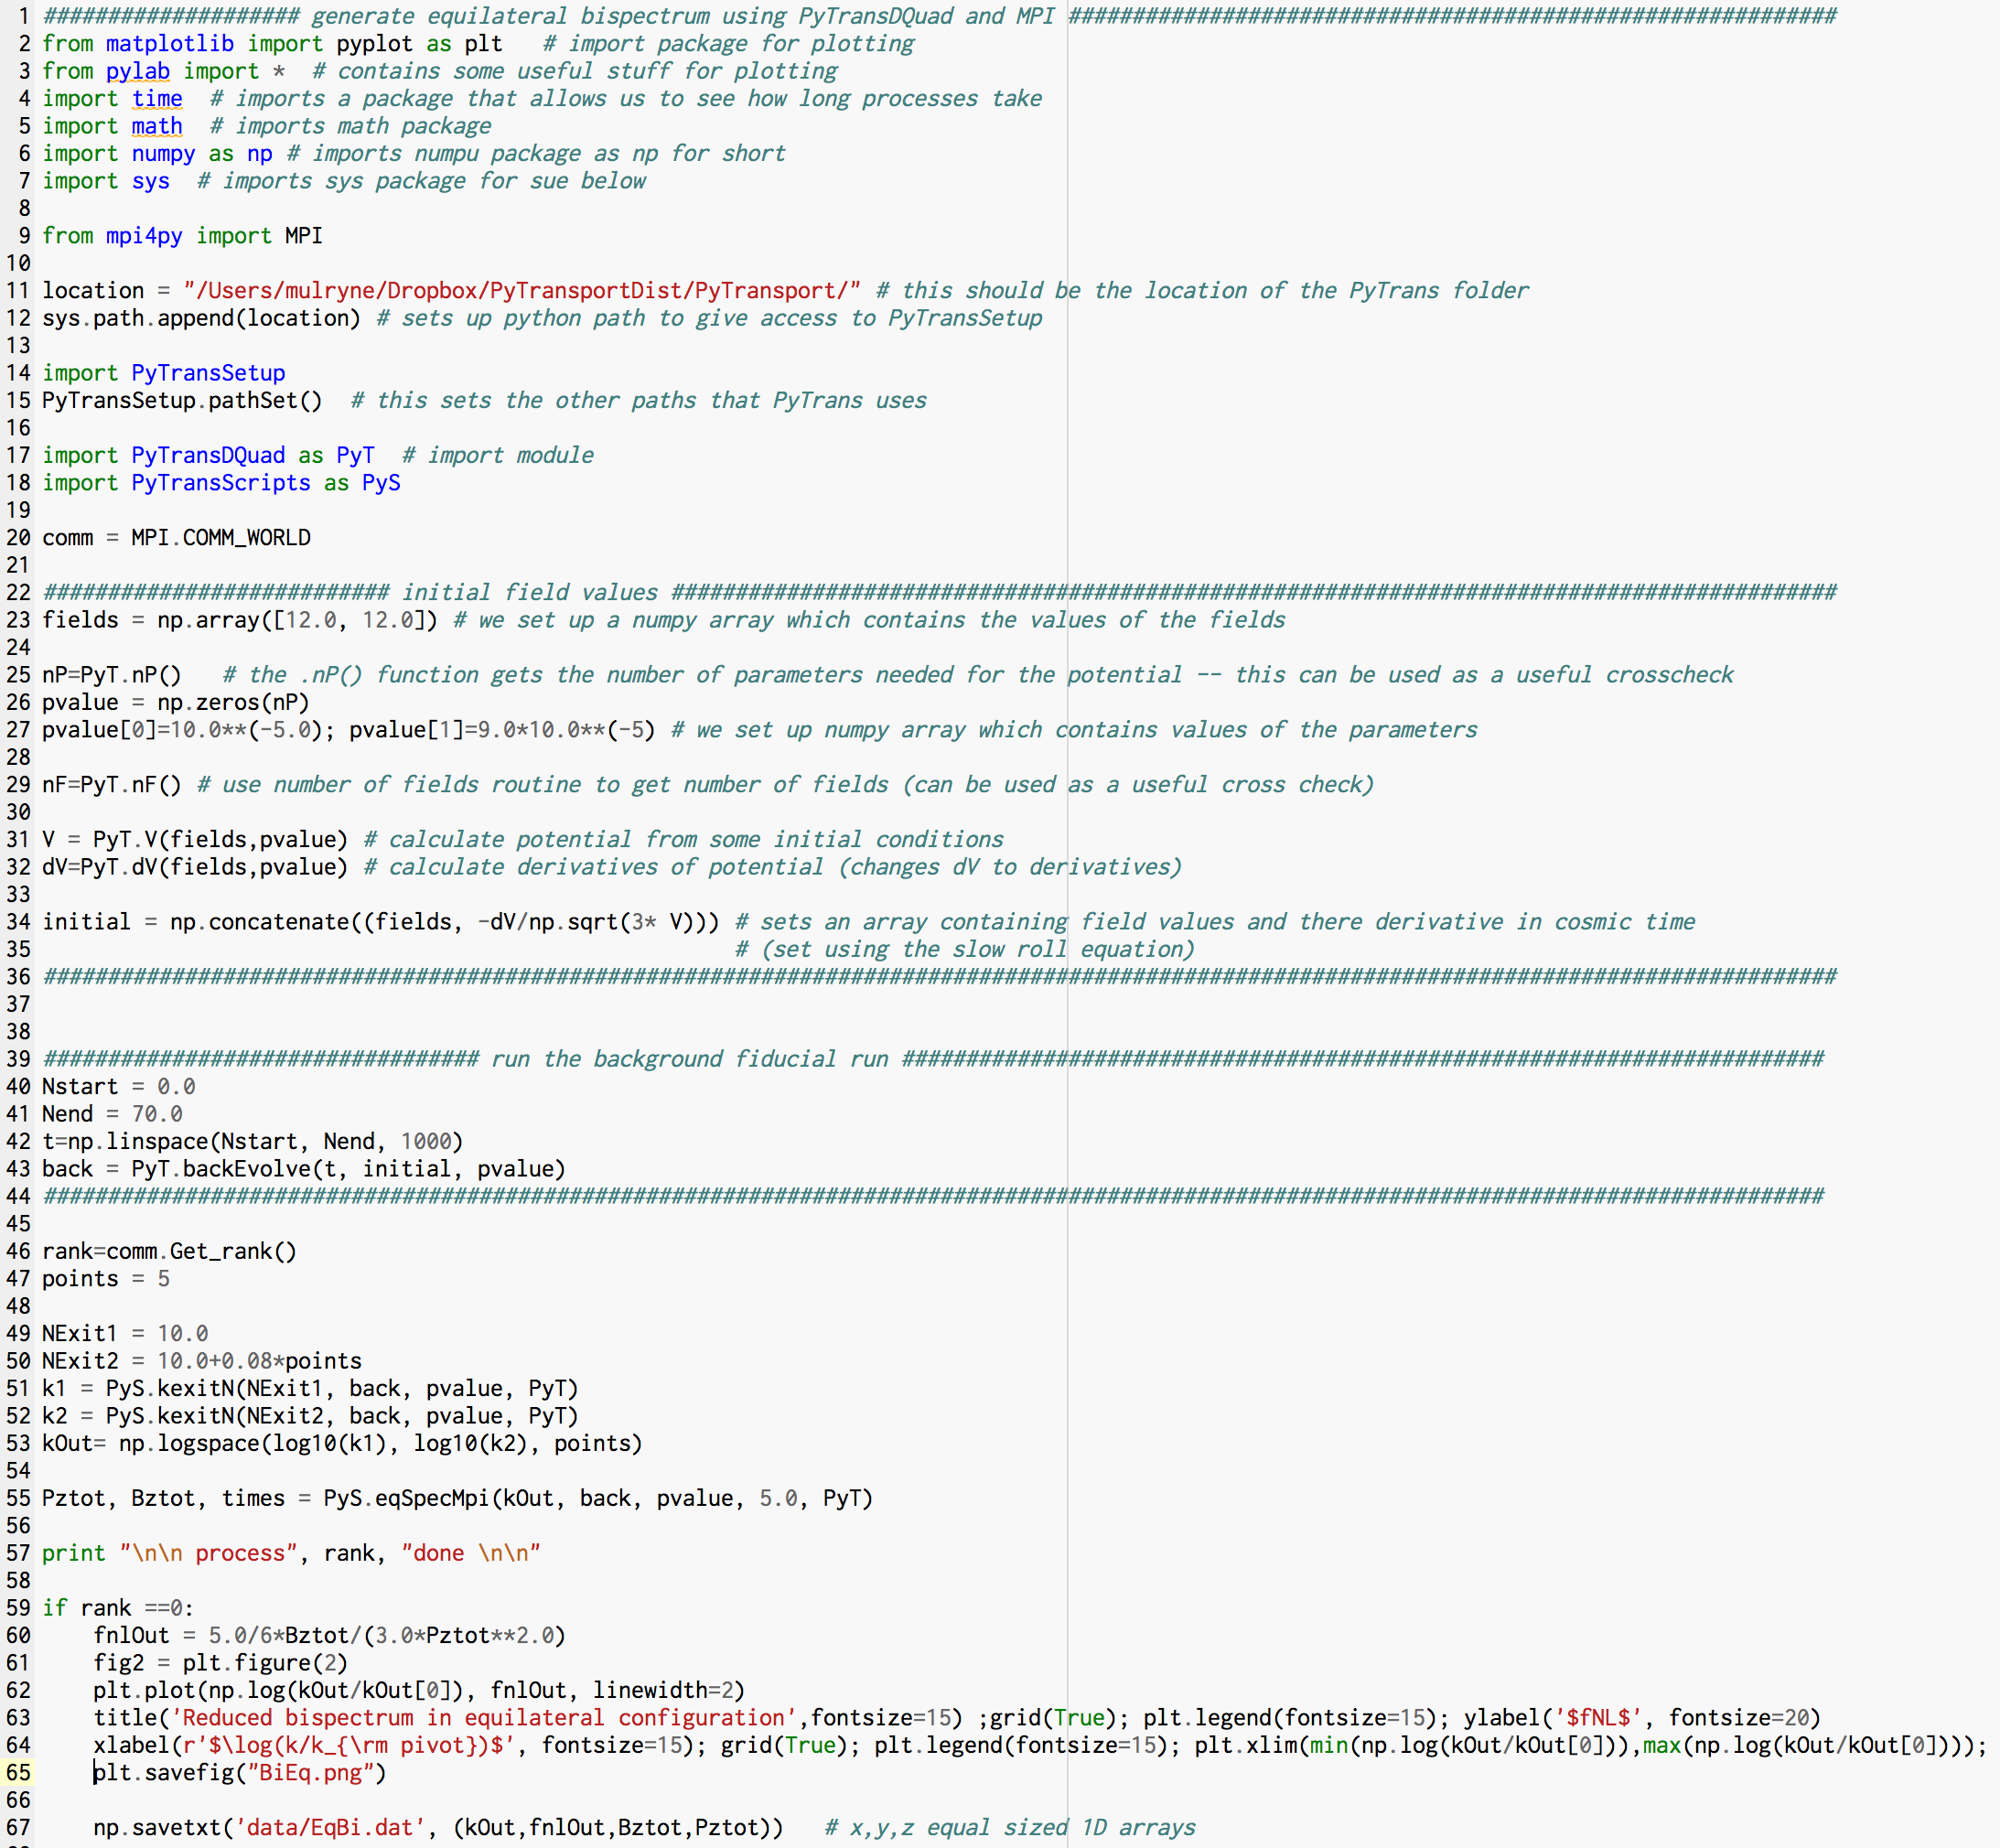 1 #################### generate equilateral bispectrum using PyTransDQuad and MPI ############################################################
2 from matplotlib import pyplot as plt   # import package for plotting
3 from pylab import *  # contains some useful stuff for plotting
4 import time  # imports a package that allows us to see how long processes take
5 import math  # imports math package
6 import numpy as np # imports numpu package as np for short
7 import sys  # imports sys package for sue below
8
9 from mpi4py import MPI
10
11 location = "/Users/mulryne/Dropbox/PyTransportDist/PyTransport/" # this should be the location of the PyTrans folder
12 sys.path.append(location) # sets up python path to give access to PyTransSetup
13
14 import PyTransSetup
15 PyTransSetup.pathSet()  # this sets the other paths that PyTrans uses
16
17 import PyTransDQuad as PyT  # import module
18 import PyTransScripts as PyS
19
20 comm = MPI.COMM_WORLD
21
22 ########################### initial field values ###########################################################################################
23 fields = np.array([12.0, 12.0]) # we set up a numpy array which contains the values of the fields
24
25 nP=PyT.nP()   # the .nP() function gets the number of parameters needed for the potential -- this can be used as a useful crosscheck
26 pvalue = np.zeros(nP)
27 pvalue[0]=10.0**(-5.0); pvalue[1]=9.0*10.0**(-5) # we set up numpy array which contains values of the parameters
28
29 nF=PyT.nF() # use number of fields routine to get number of fields (can be used as a useful cross check)
30
31 V = PyT.V(fields,pvalue) # calculate potential from some initial conditions
32 dV=PyT.dV(fields,pvalue) # calculate derivatives of potential (changes dV to derivatives)
33
34 initial = np.concatenate((fields, -dV/np.sqrt(3* V))) # sets an array containing field values and there derivative in cosmic time
35                                                       # (set using the slow roll equation)
36 ############################################################################################################################################
37
38
39 ################################## run the background fiducial run ########################################################################
40 Nstart = 0.0
41 Nend = 70.0
42 t=np.linspace(Nstart, Nend, 1000)
43 back = PyT.backEvolve(t, initial, pvalue)
44 ###########################################################################################################################################
45
46 rank=comm.Get_rank()
47 points = 5
48
49 NExit1 = 10.0
50 NExit2 = 10.0+0.08*points
51 k1 = PyS.kexitN(NExit1, back, pvalue, PyT)
52 k2 = PyS.kexitN(NExit2, back, pvalue, PyT)
53 kOut= np.logspace(log10(k1), log10(k2), points)
54
55 Pztot, Bztot, times = PyS.eqSpecMpi(kOut, back, pvalue, 5.0, PyT)
56
57 print "\n\n process", rank, "done \n\n"
58
59 if rank ==0:
60     fnlOut = 5.0/6*Bztot/(3.0*Pztot**2.0)
61     fig2 = plt.figure(2)
62     plt.plot(np.log(kOut/kOut[0]), fnlOut, linewidth=2)
63     title('Reduced bispectrum in equilateral configuration',fontsize=15) ;grid(True); plt.legend(fontsize=15); ylabel('$fNL$', fontsize=20)
64     xlabel(r'$\log(k/k_{\rm pivot})$', fontsize=15); grid(True); plt.legend(fontsize=15); plt.xlim(min(np.log(kOut/kOut[0])),max(np.log(kOut/kOut[0])));
65     plt.savefig("BiEq.png")
66
67     np.savetxt('data/EqBi.dat', (kOut,fnlOut,Bztot,Pztot))   # x,y,z equal sized 1D arrays